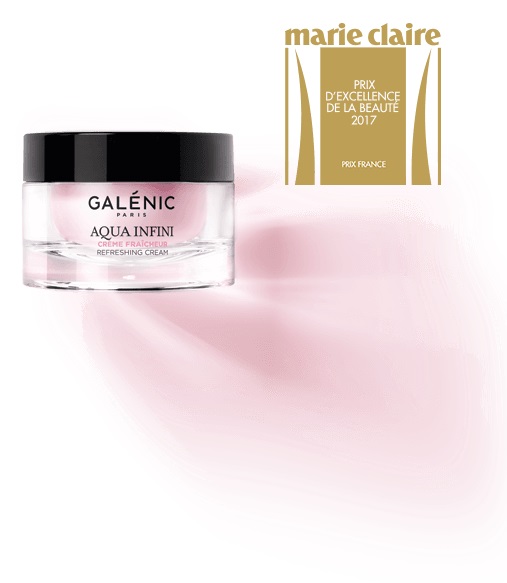 marie claire
PRIX
D'EXCELLENCE
DE LA BEAUTÉ
2017
PRIX FRANCE
GALÉNIC
PARIS
AQUA INFINI
CRÈME FRAÎCHEUR
REFRESHING CREAM